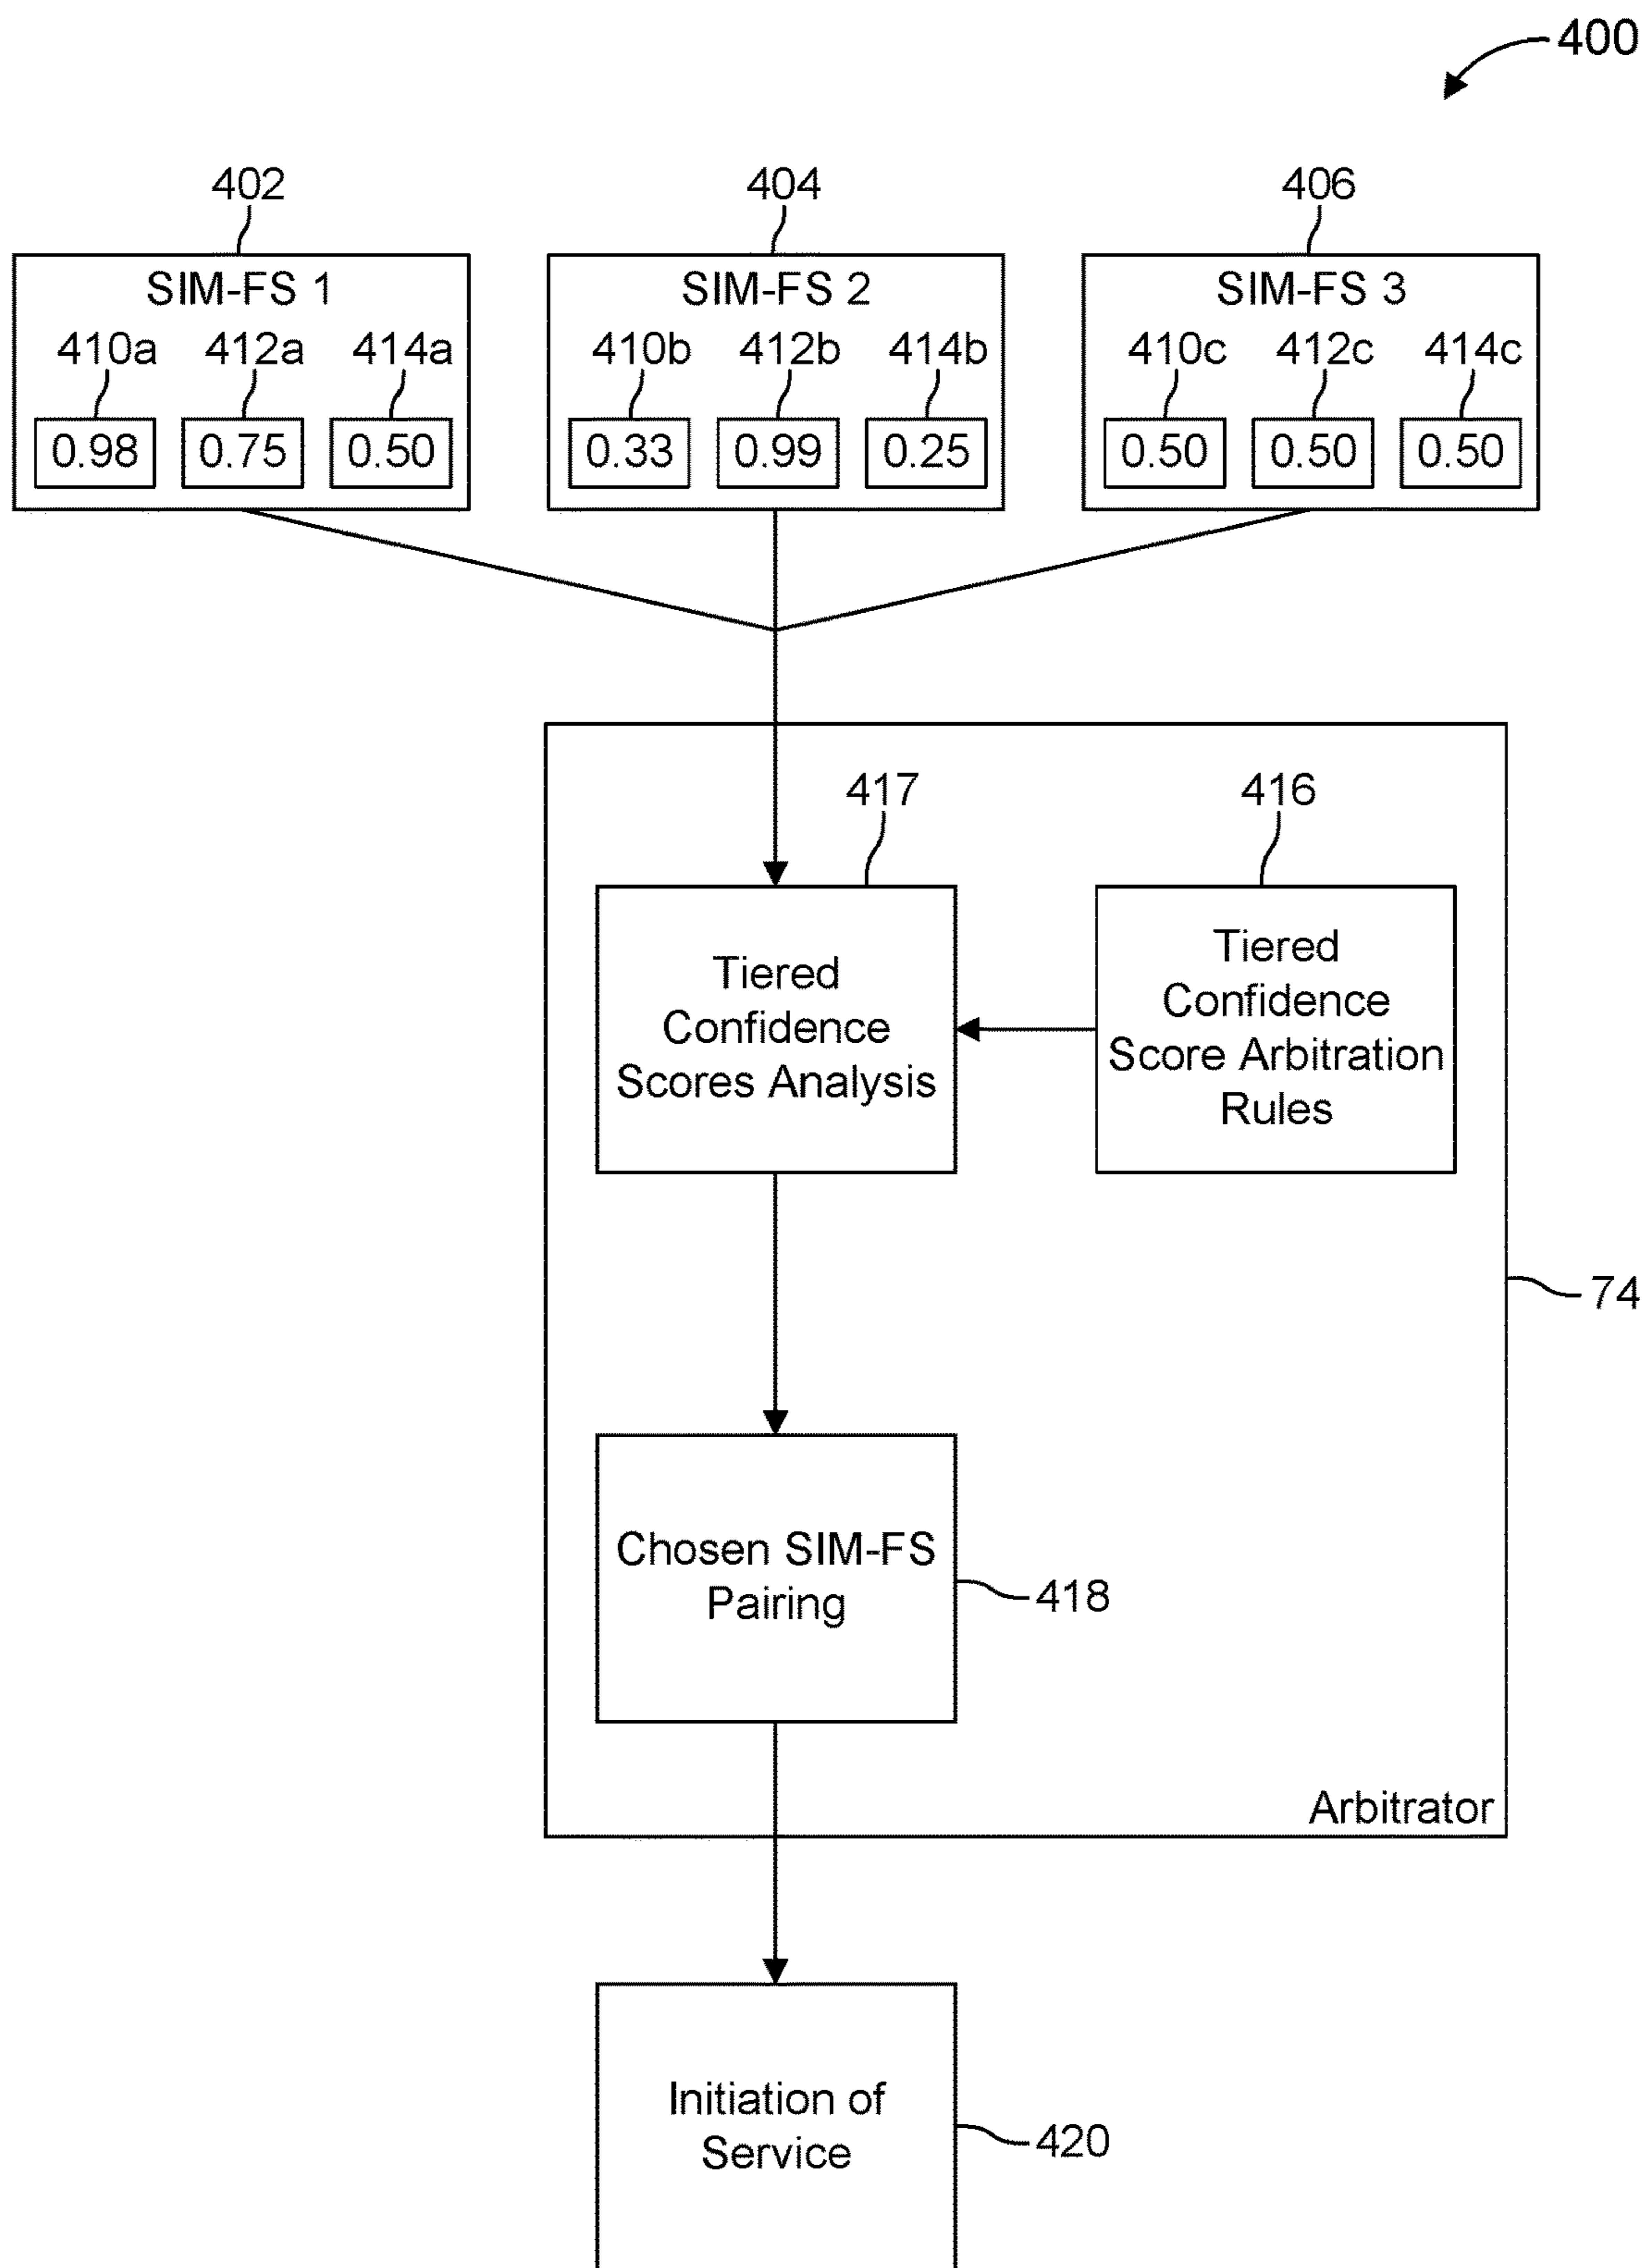 400
402
404
406
SIM-FS 1
SIM-FS 2
SIM-FS 3
410a 412a 414a
410b 412b 414b
410c 412c 414c
0.98 0.75 0.50
0.33 0.99 0.25
0.50 0.50 0.50
417
416
Tiered
Confidence
Scores Analysis
Tiered
Confidence
Score Arbitration
Rules
74
Chosen SIM-FS
Pairing
418
Arbitrator
Initiation of
Service
420